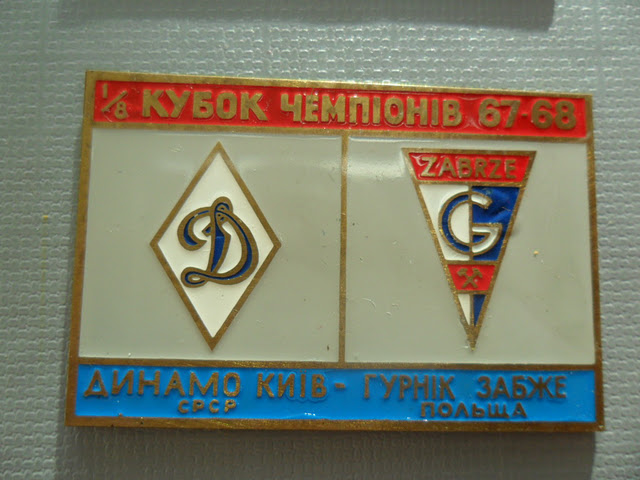 1/8 КУБОК ЧЕМПІОНІВ 67-68
Д
ZABRZE
G
ДИНАМО КИЇВ - ГУРНІК ЗАБЖЕ
СРСР ПОЛЬЩА